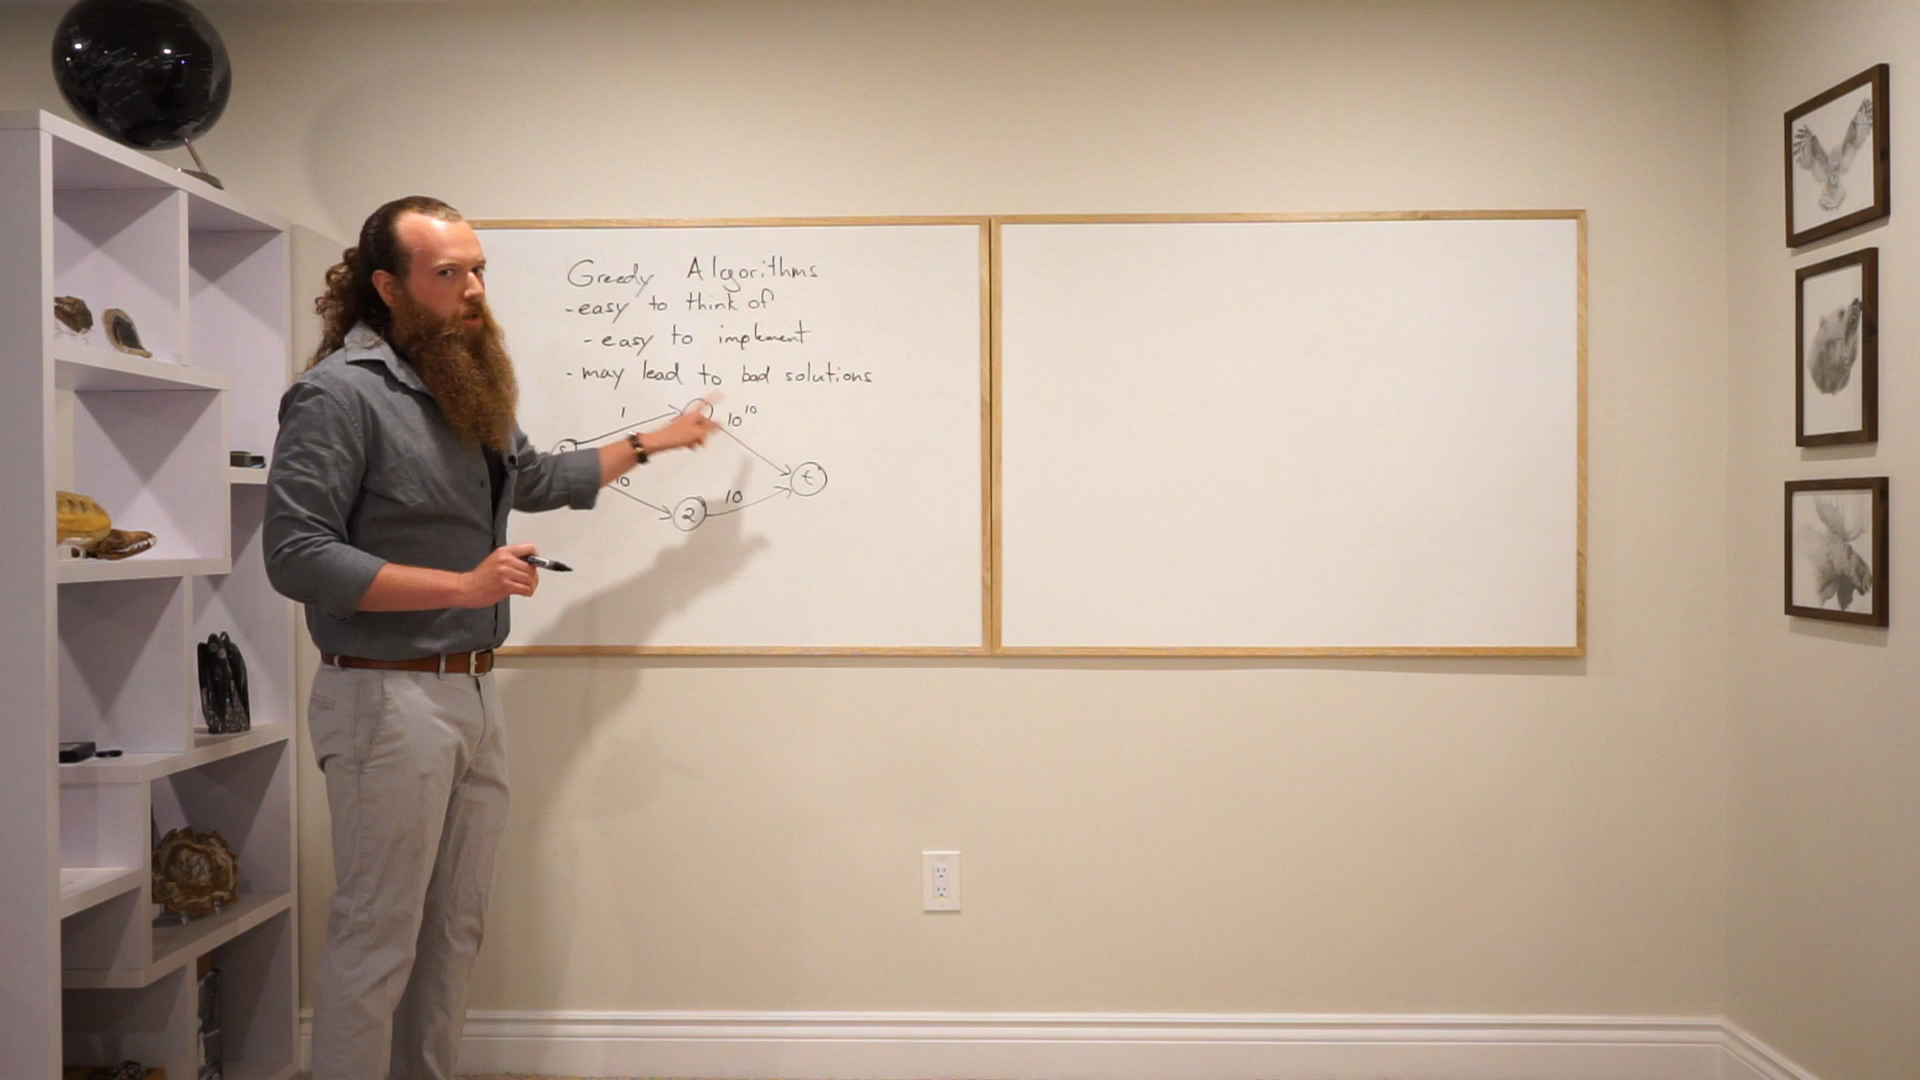 Greedy Algorithms
-easy to think of
-easy to implement
-may lead to bad solutions
1
10^10
s
10
10
t
2